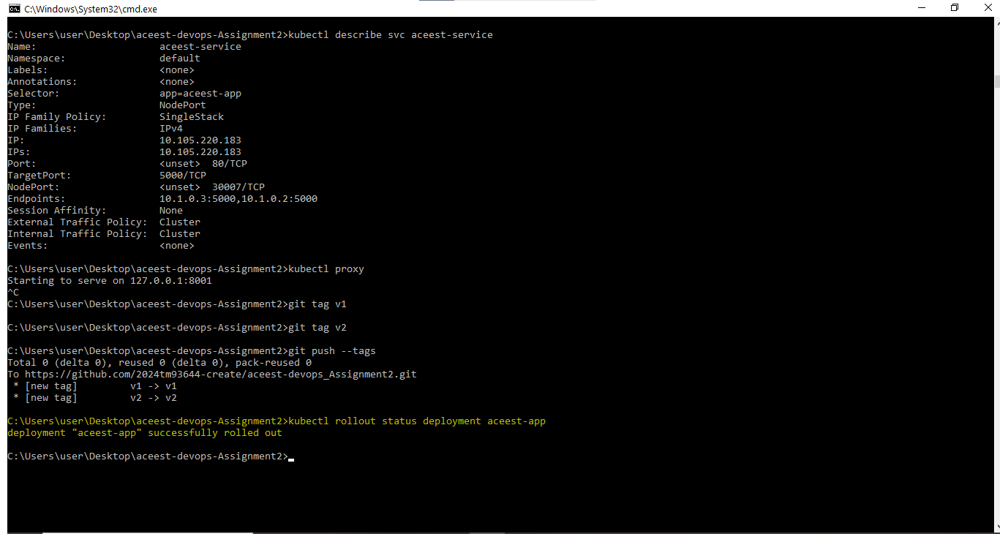 C:\Windows\System32\cmd.exe
C:\Users\user\Desktop\aceest-devops-Assignment2>kubectl describe svc aceest-service
Name:                     aceest-service
Namespace:                default
Labels:                   <none>
Annotations:              <none>
Selector:                 app=aceest-app
Type:                     NodePort
IP Family Policy:         SingleStack
IP Families:              IPv4
IP:                       10.105.220.183
IPs:                      10.105.220.183
Port:                     <unset>  80/TCP
TargetPort:               5000/TCP
NodePort:                 <unset>  30007/TCP
Endpoints:                10.1.0.3:5000,10.1.0.2:5000
Session Affinity:         None
External Traffic Policy:  Cluster
Internal Traffic Policy:  Cluster
Events:                   <none>
C:\Users\user\Desktop\aceest-devops-Assignment2>kubectl proxy
Starting to serve on 127.0.0.1:8001
^C
C:\Users\user\Desktop\aceest-devops-Assignment2>git tag v1
C:\Users\user\Desktop\aceest-devops-Assignment2>git tag v2
C:\Users\user\Desktop\aceest-devops-Assignment2>git push --tags
Total 0 (delta 0), reused 0 (delta 0), pack-reused 0
To https://github.com/2024tm93644-create/aceest-devops_Assignment2.git
 * [new tag]         v1 -> v1
 * [new tag]         v2 -> v2
C:\Users\user\Desktop\aceest-devops-Assignment2>kubectl rollout status deployment aceest-app
deployment "aceest-app" successfully rolled out
C:\Users\user\Desktop\aceest-devops-Assignment2>